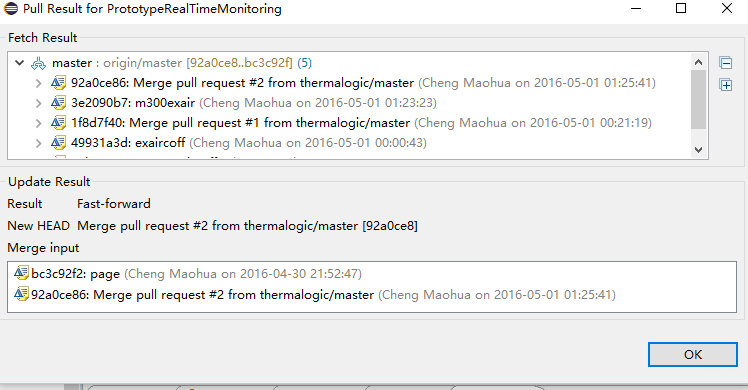 Pull Result for PrototypeRealTimeMonitoring
Fetch Result
master : origin/master [92a0ce8..bc3c92f] (5)
92a0ce86: Merge pull request #2 from thermalogic/master (Cheng Maohua on 2016-05-01 01:25:41)
3e2090b7: m300exair (Cheng Maohua on 2016-05-01 01:23:23)
1f8d7f40: Merge pull request #1 from thermalogic/master (Cheng Maohua on 2016-05-01 00:21:19)
49931a3d: exaircoff (Cheng Maohua on 2016-05-01 00:00:43)
Update Result
Result Fast-forward
New HEAD Merge pull request #2 from thermalogic/master [92a0ce8]
Merge input
bc3c92f2: page (Cheng Maohua on 2016-04-30 21:52:47)
92a0ce86: Merge pull request #2 from thermalogic/master (Cheng Maohua on 2016-05-01 01:25:41)
OK